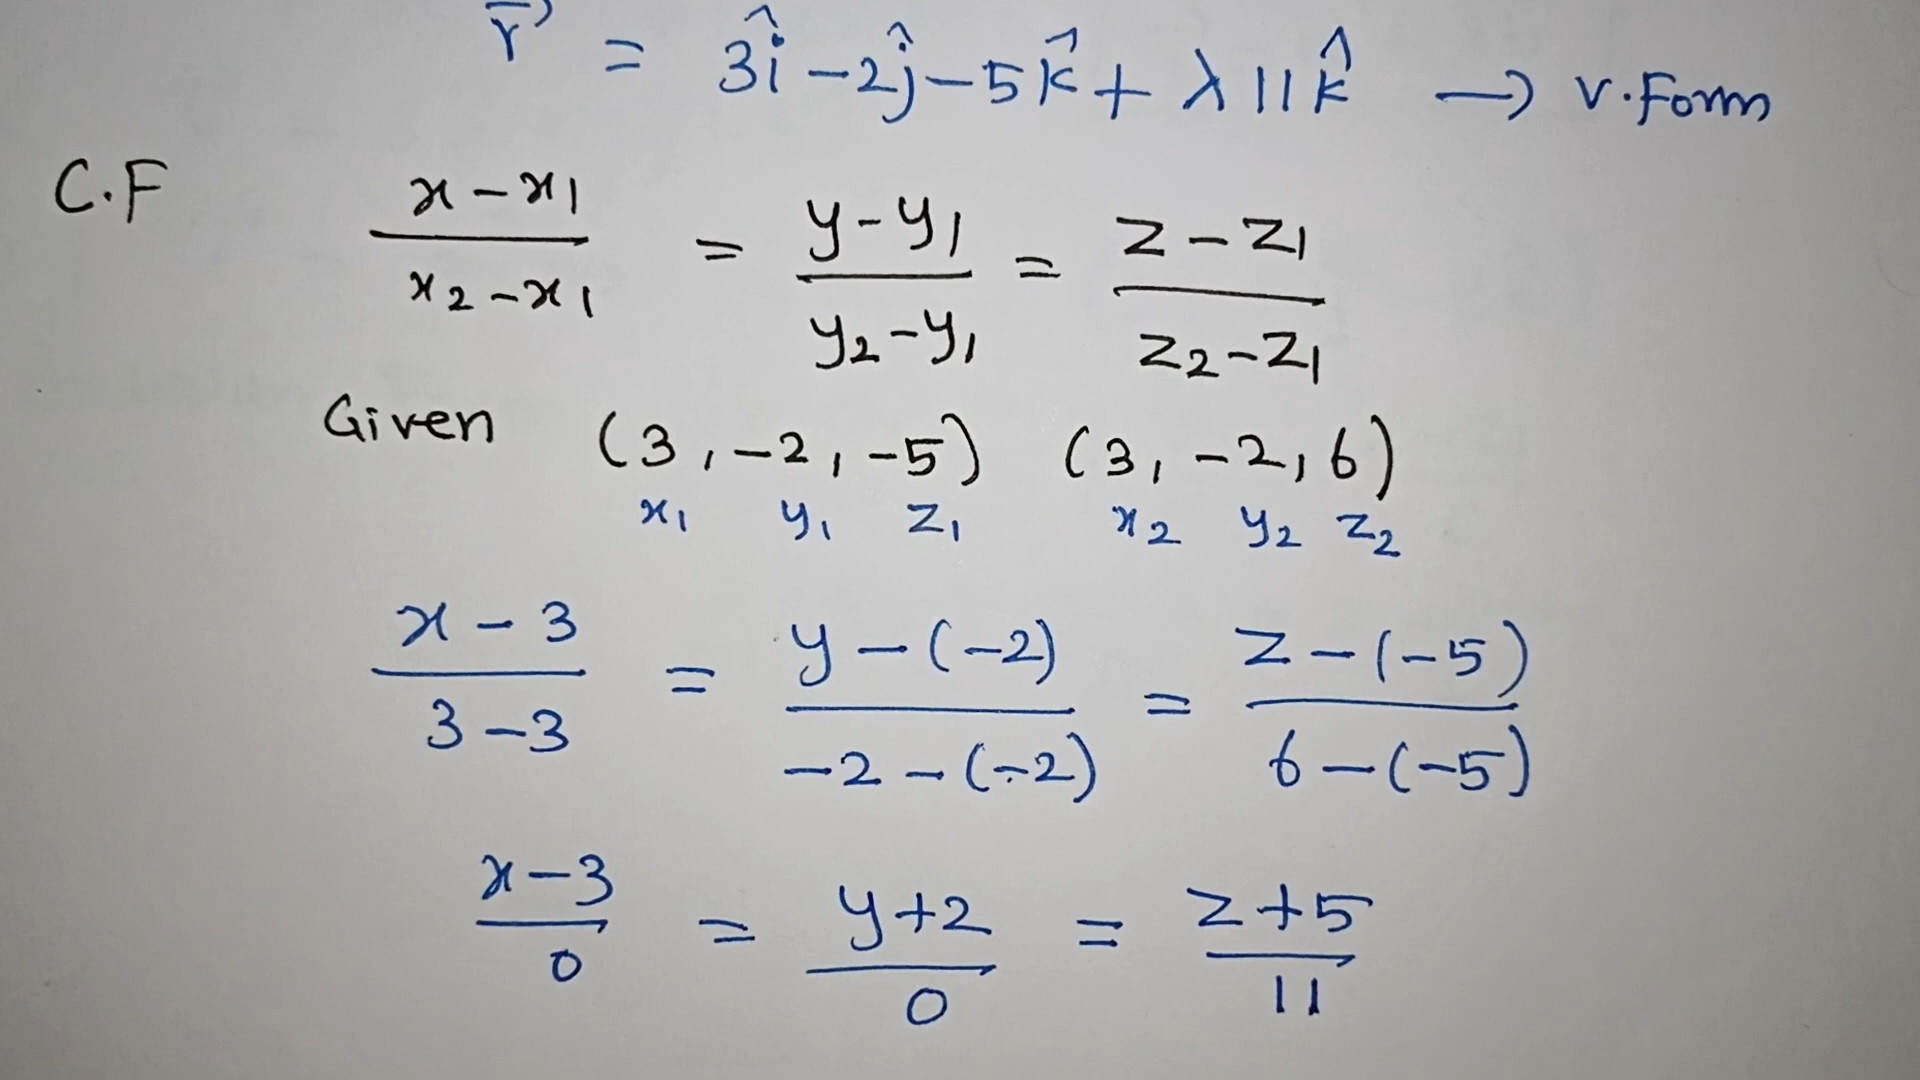 r⃗ = 3î - 2ĵ - 5k̂ + λ 11 k̂ → V.Form
C.F x - x₁ / x₂ - x₁ = y - y₁ / y₂ - y₁ = z - z₁ / z₂ - z₁
Given (3, -2, -5) (3, -2, 6)
x₁ y₁ z₁ x₂ y₂ z₂
x - 3 / 3 - 3 = y - (-2) / -2 - (-2) = z - (-5) / 6 - (-5)
x - 3 / 0 = y + 2 / 0 = z + 5 / 11